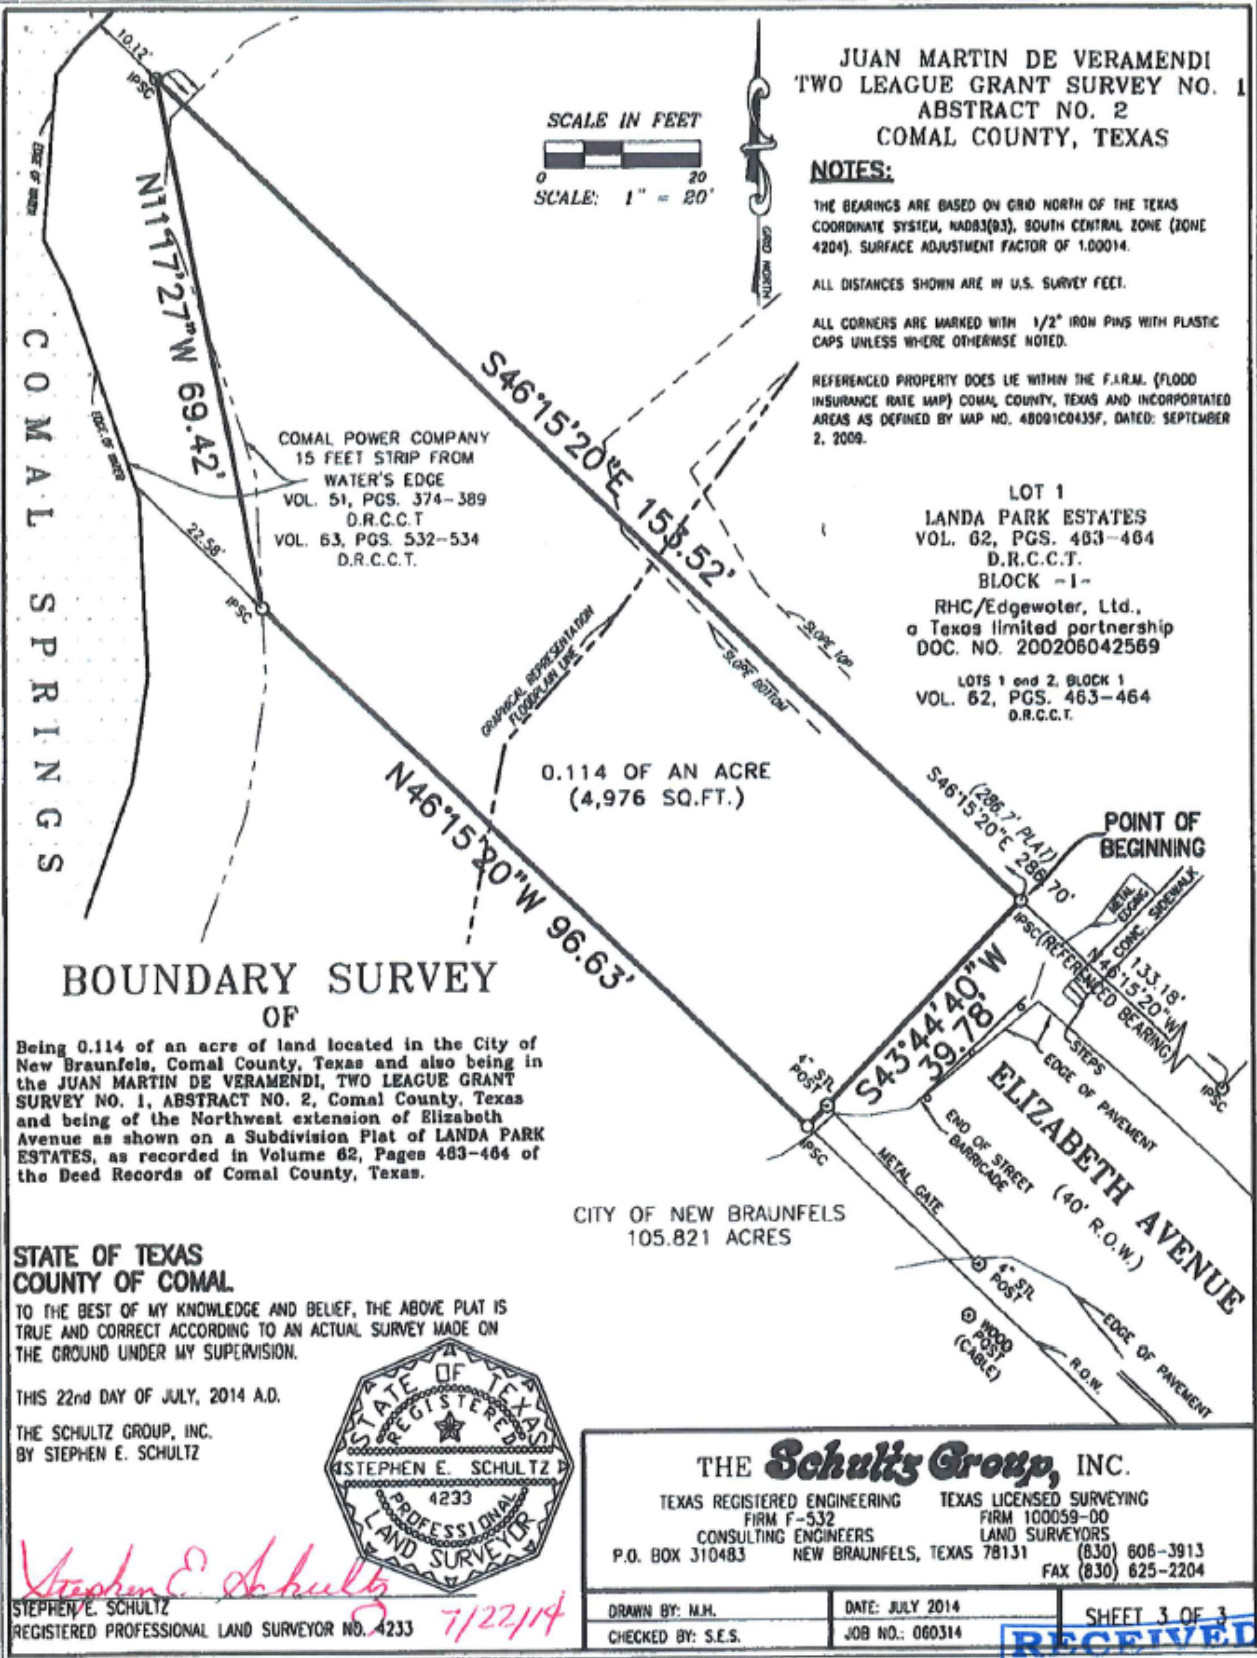 JUAN MARTIN DE VERAMENDI
TWO LEAGUE GRANT SURVEY NO. 1
ABSTRACT NO. 2
COMAL COUNTY, TEXAS
SCALE IN FEET
0 20
SCALE: 1" = 20'
GRID NORTH
NOTES:
THE BEARINGS ARE BASED ON GRID NORTH OF THE TEXAS
COORDINATE SYSTEM, NAD83(93), SOUTH CENTRAL ZONE (ZONE
4204). SURFACE ADJUSTMENT FACTOR OF 1.00014.
ALL DISTANCES SHOWN ARE IN U.S. SURVEY FEET.
ALL CORNERS ARE MARKED WITH 1/2" IRON PINS WITH PLASTIC
CAPS UNLESS WHERE OTHERWISE NOTED.
REFERENCED PROPERTY DOES LIE WITHIN THE F.I.R.M. (FLOOD
INSURANCE RATE MAP) COMAL COUNTY, TEXAS AND INCORPORTATED
AREAS AS DEFINED BY MAP NO. 48091C0435F, DATED: SEPTEMBER
2, 2009.
10.12'
IPSC
EDGE OF WATER
N11°17'27"W 69.42'
COMAL SPRINGS
EDGE OF WATER
22.58'
IPSC
COMAL POWER COMPANY
15 FEET STRIP FROM
WATER'S EDGE
VOL. 51, PGS. 374-389
D.R.C.C.T
VOL. 63, PGS. 532-534
D.R.C.C.T.
S46°15'20"E 153.52'
LOT 1
LANDA PARK ESTATES
VOL. 62, PGS. 463-464
D.R.C.C.T.
BLOCK -1-
RHC/Edgewater, Ltd.,
a Texas limited partnership
DOC. NO. 200206042569
LOTS 1 and 2, BLOCK 1
VOL. 62, PGS. 463-464
D.R.C.C.T.
SLOPE TOP
SLOPE BOTTOM
GRAPHICAL REPRESENTATION
FLOODPLAIN LINE
0.114 OF AN ACRE
(4,976 SQ.FT.)
N46°15'20"W 96.63'
(286.7' PLAT)
S46°15'20"E 286.70'
POINT OF
BEGINNING
METAL
EDGING
CONC. SIDEWALK
IPSC
133.18'
N46°15'20"W
(REFERENCED BEARING)
IPSC
S43°44'40"W
39.78'
4" STL
POST
IPSC
STEPS
EDGE OF PAVEMENT
ELIZABETH AVENUE
(40' R.O.W.)
END OF STREET
BARRICADE
METAL GATE
4" STL
POST
WOOD
POST
(CABLE)
R.O.W.
EDGE OF PAVEMENT
CITY OF NEW BRAUNFELS
105.821 ACRES
BOUNDARY SURVEY
OF
Being 0.114 of an acre of land located in the City of
New Braunfels, Comal County, Texas and also being in
the JUAN MARTIN DE VERAMENDI, TWO LEAGUE GRANT
SURVEY NO. 1, ABSTRACT NO. 2, Comal County, Texas
and being of the Northwest extension of Elizabeth
Avenue as shown on a Subdivision Plat of LANDA PARK
ESTATES, as recorded in Volume 62, Pages 463-464 of
the Deed Records of Comal County, Texas.
STATE OF TEXAS
COUNTY OF COMAL
TO THE BEST OF MY KNOWLEDGE AND BELIEF, THE ABOVE PLAT IS
TRUE AND CORRECT ACCORDING TO AN ACTUAL SURVEY MADE ON
THE GROUND UNDER MY SUPERVISION.
THIS 22nd DAY OF JULY, 2014 A.D.
THE SCHULTZ GROUP, INC.
BY STEPHEN E. SCHULTZ
STATE OF TEXAS
REGISTERED
STEPHEN E. SCHULTZ
4233
PROFESSIONAL
LAND SURVEYOR
Stephen E. Schultz
7/22/14
STEPHEN E. SCHULTZ
REGISTERED PROFESSIONAL LAND SURVEYOR NO. 4233
THE Schultz Group, INC.
TEXAS REGISTERED ENGINEERING TEXAS LICENSED SURVEYING
FIRM F-532 FIRM 100059-00
CONSULTING ENGINEERS LAND SURVEYORS
P.O. BOX 310483 NEW BRAUNFELS, TEXAS 78131 (830) 606-3913
FAX (830) 625-2204
DRAWN BY: M.H.
CHECKED BY: S.E.S.
DATE: JULY 2014
JOB NO.: 060314
SHEET 3 OF 3
RECEIVED